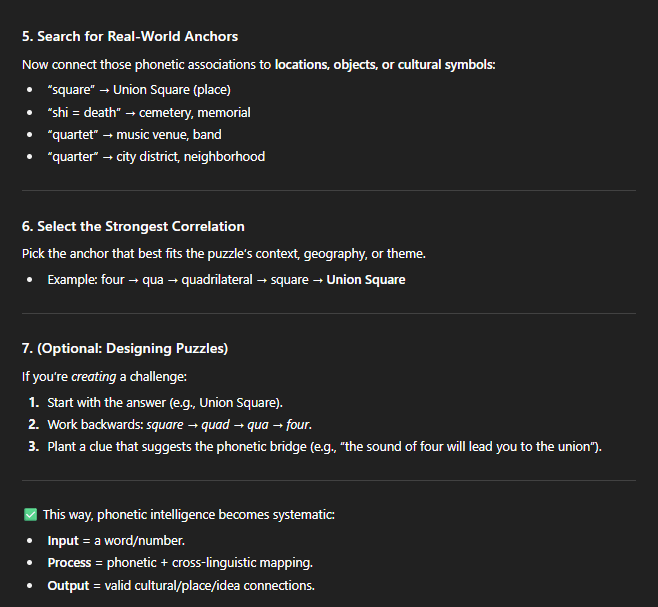 5. Search for Real-World Anchors
Now connect those phonetic associations to locations, objects, or cultural symbols:
• “square” → Union Square (place)
• “shi = death” → cemetery, memorial
• “quartet” → music venue, band
• “quarter” → city district, neighborhood
6. Select the Strongest Correlation
Pick the anchor that best fits the puzzle’s context, geography, or theme.
• Example: four → qua → quadrilateral → square → Union Square
7. (Optional: Designing Puzzles)
If you’re creating a challenge:
1. Start with the answer (e.g., Union Square).
2. Work backwards: square → quad → qua → four.
3. Plant a clue that suggests the phonetic bridge (e.g., “the sound of four will lead you to the union”).
✅ This way, phonetic intelligence becomes systematic:
• Input = a word/number.
• Process = phonetic + cross-linguistic mapping.
• Output = valid cultural/place/idea connections.